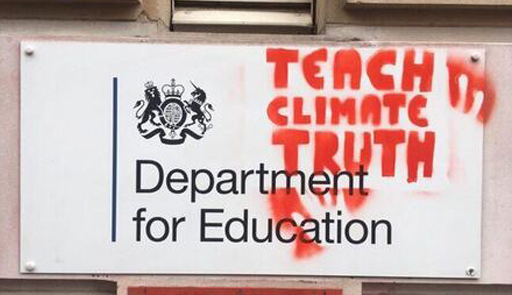 TEACH
CLIMATE
TRUTH
Department
for Education